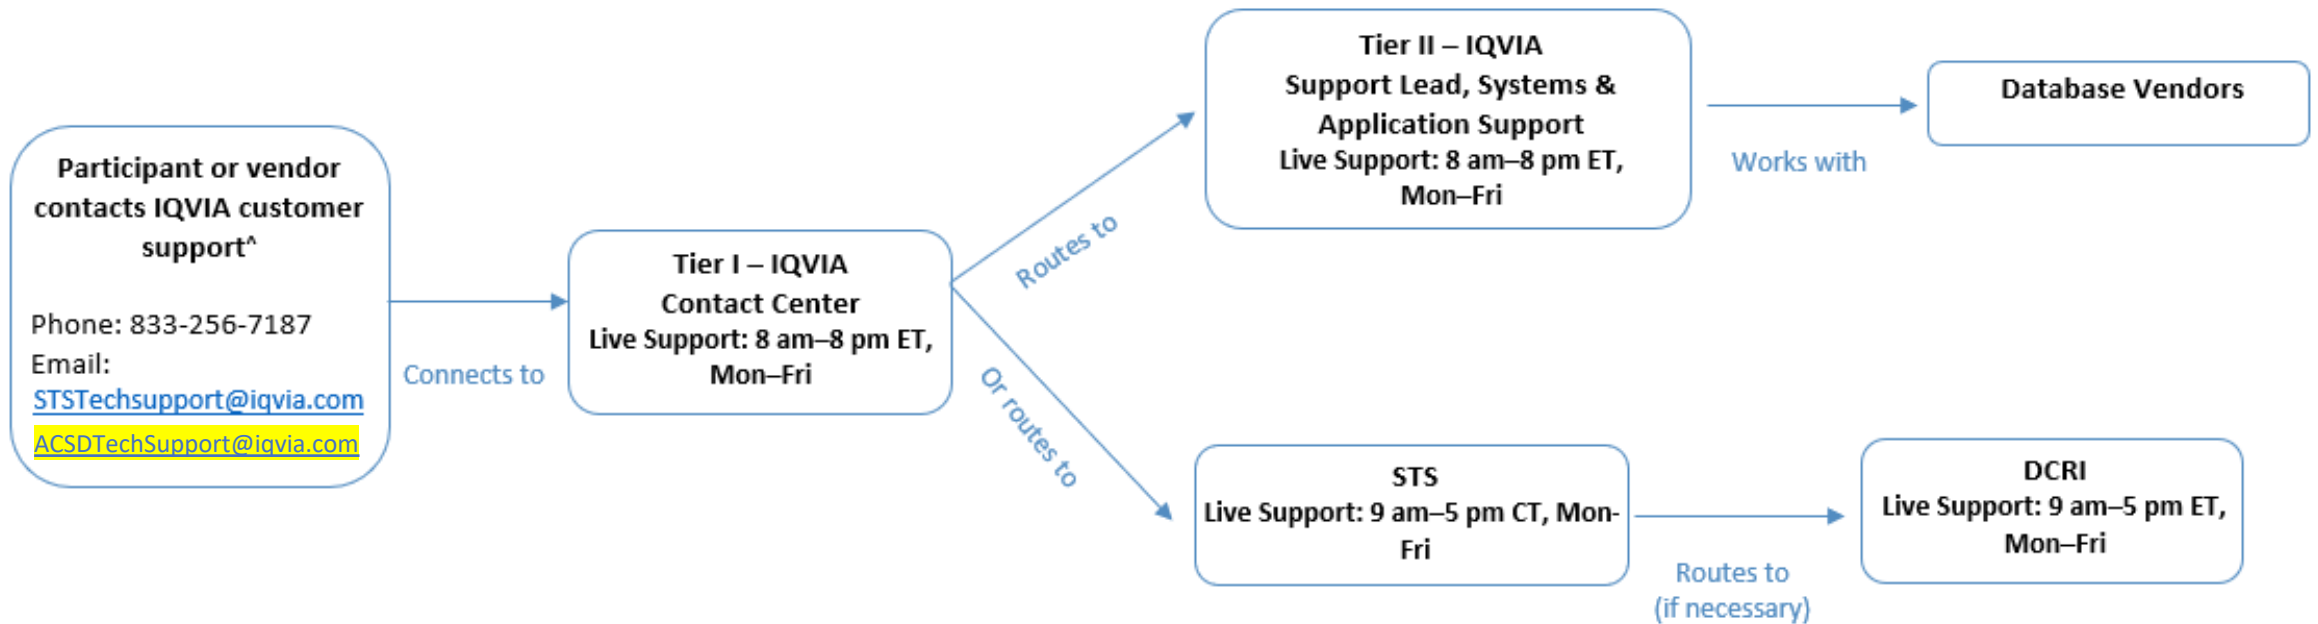 Participant or vendor
contacts IQVIA customer
support^
Phone: 833-256-7187
Email:
STSTechsupport@iqvia.com
ACSDTechSupport@iqvia.com
Connects to
Tier I – IQVIA
Contact Center
Live Support: 8 am–8 pm ET,
Mon–Fri
Routes to
Tier II – IQVIA
Support Lead, Systems &
Application Support
Live Support: 8 am–8 pm ET,
Mon–Fri
Works with
Database Vendors
Or routes to
STS
Live Support: 9 am–5 pm CT, Mon-
Fri
Routes to
(if necessary)
DCRI
Live Support: 9 am–5 pm ET,
Mon–Fri